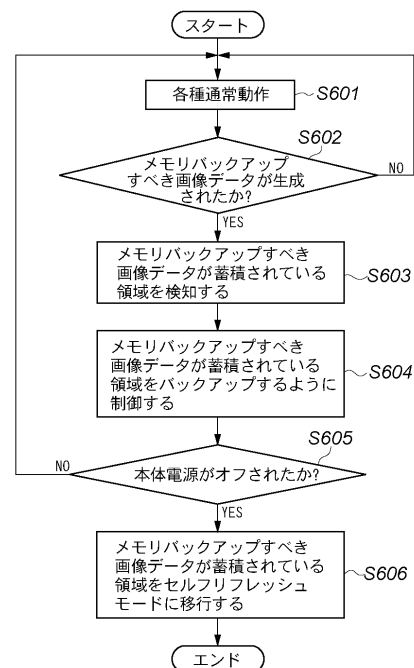 スタート
各種通常動作
S601
メモリバックアップ
すべき画像データが生成
されたか?
S602
NO
YES
メモリバックアップすべき
画像データが蓄積されている
領域を検知する
S603
メモリバックアップすべき
画像データが蓄積されている
領域をバックアップするように
制御する
S604
本体電源がオフされたか?
S605
NO
YES
メモリバックアップすべき
画像データが蓄積されている
領域をセルフリフレッシュ
モードに移行する
S606
エンド